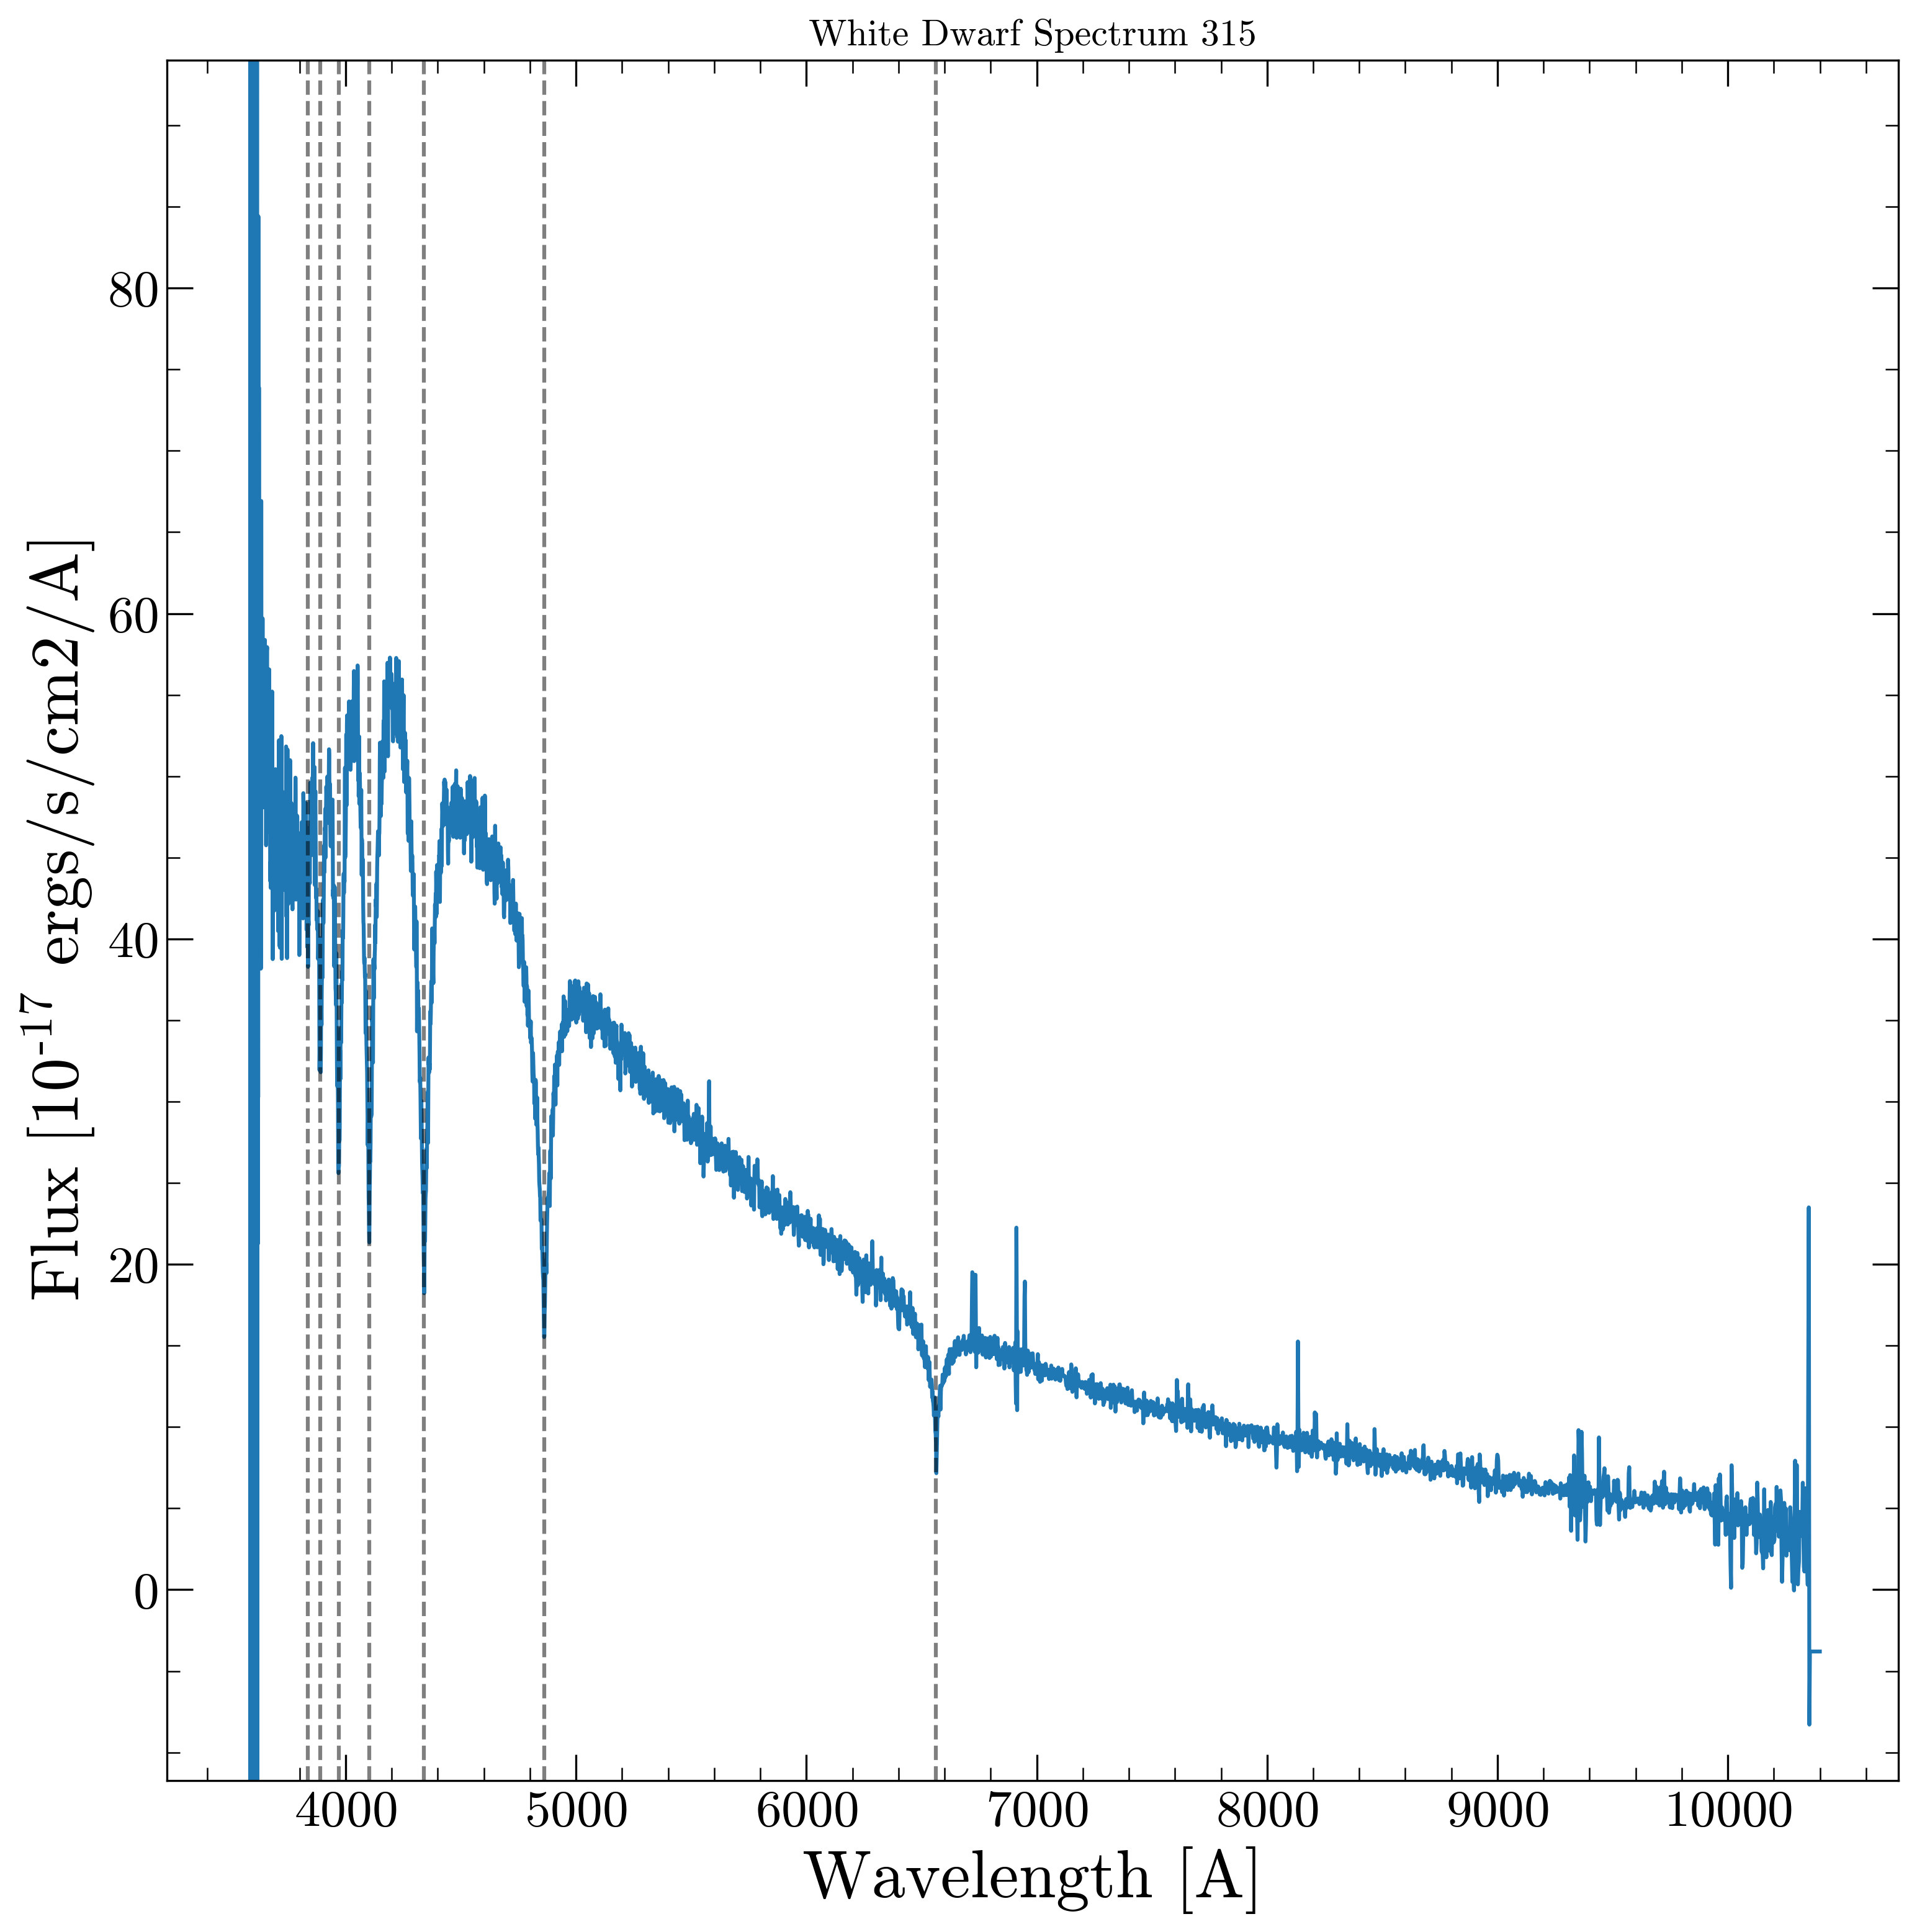 White Dwarf Spectrum 315
80
60
40
20
0
Flux [10⁻¹⁷ ergs/s/cm2/A]
4000 5000 6000 7000 8000 9000 10000
Wavelength [A]